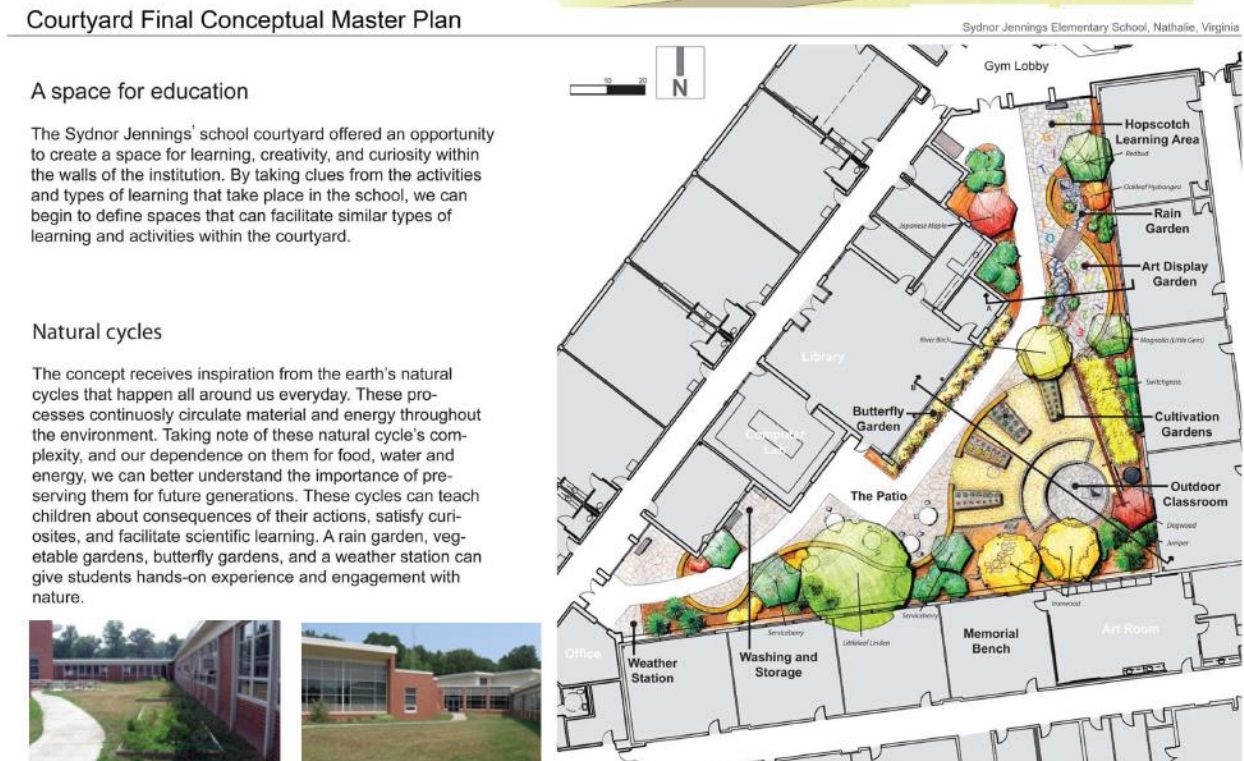 Courtyard Final Conceptual Master Plan
Sydnor Jennings Elementary School, Nathalie, Virginia
A space for education
The Sydnor Jennings' school courtyard offered an opportunity
to create a space for learning, creativity, and curiosity within
the walls of the institution. By taking clues from the activities
and types of learning that take place in the school, we can
begin to define spaces that can facilitate similar types of
learning and activities within the courtyard.
Natural cycles
The concept receives inspiration from the earth's natural
cycles that happen all around us everyday. These pro-
cesses continuosly circulate material and energy throughout
the environment. Taking note of these natural cycle's com-
plexity, and our dependence on them for food, water and
energy, we can better understand the importance of pre-
serving them for future generations. These cycles can teach
children about consequences of their actions, satisfy curi-
osites, and facilitate scientific learning. A rain garden, veg-
etable gardens, butterfly gardens, and a weather station can
give students hands-on experience and engagement with
nature.
10 20
N
Gym Lobby
Hopscotch
Learning Area
Redbud
Oakleaf Hydrangea
Rain
Garden
Japanese Maple
Art Display
Garden
A
River Birch
Magnolia (Little Gem)
Library
B
Switchgrass
Butterfly
Garden
Cultivation
Gardens
Computer
Lab
The Patio
Outdoor
Classroom
Dogwood
Juniper
Ironwood
Serviceberry
Serviceberry
Littleleaf Linden
Office
Weather
Station
Washing and
Storage
Memorial
Bench
Art Room